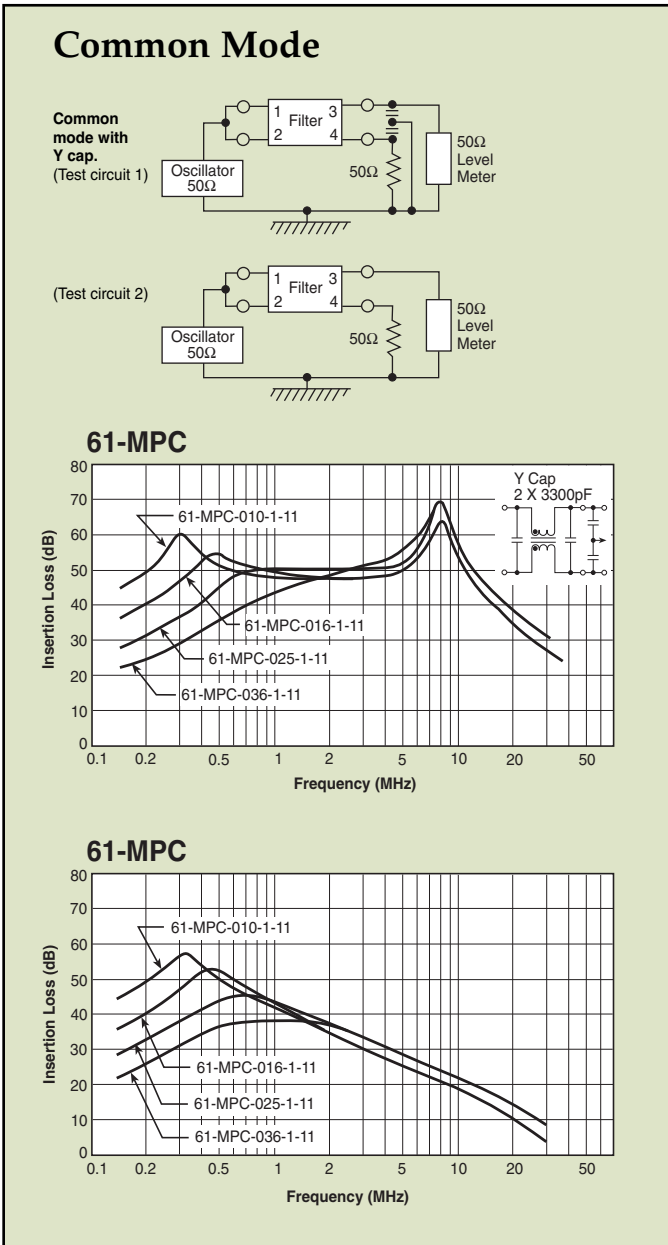 Common Mode
Common
mode with
Y cap.
(Test circuit 1)
Oscillator
50Ω
1 3
Filter
2 4
50Ω
50Ω
Level
Meter
(Test circuit 2)
Oscillator
50Ω
1 3
Filter
2 4
50Ω
50Ω
Level
Meter
61-MPC
Insertion Loss (dB)
80
70
60
50
40
30
20
10
0
61-MPC-010-1-11
61-MPC-016-1-11
61-MPC-025-1-11
61-MPC-036-1-11
Y Cap
2 X 3300pF
0.1 0.2 0.5 1 2 5 10 20 50
Frequency (MHz)
61-MPC
Insertion Loss (dB)
80
70
60
50
40
30
20
10
0
61-MPC-010-1-11
61-MPC-016-1-11
61-MPC-025-1-11
61-MPC-036-1-11
0.1 0.2 0.5 1 2 5 10 20 50
Frequency (MHz)